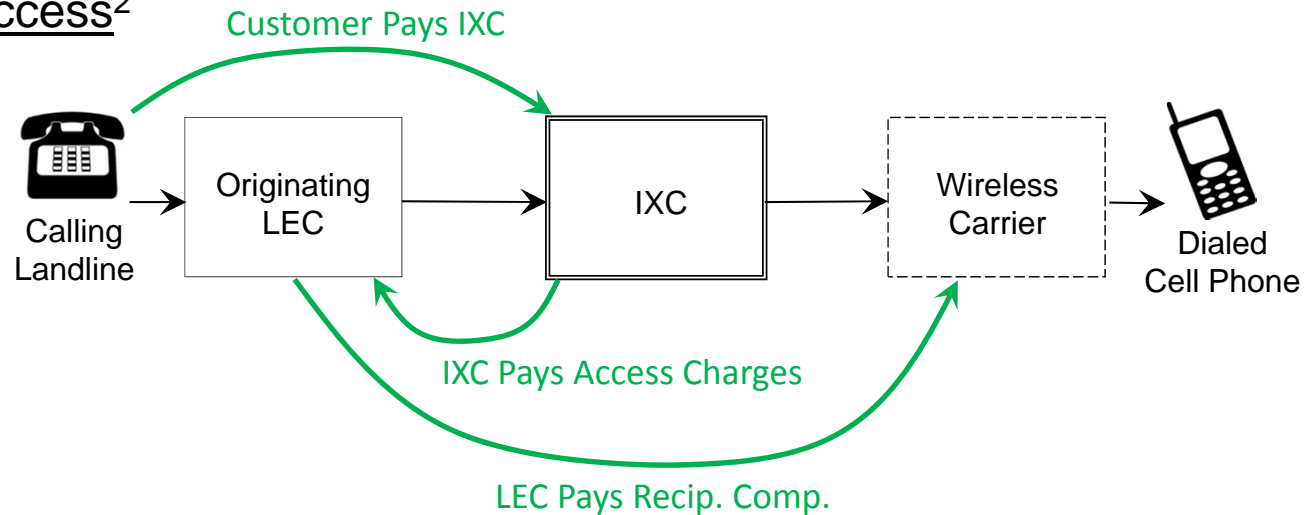 Customer Pays IXC
Calling
Landline
Originating
LEC
IXC
Wireless
Carrier
Dialed
Cell Phone
IXC Pays Access Charges
LEC Pays Recip. Comp.